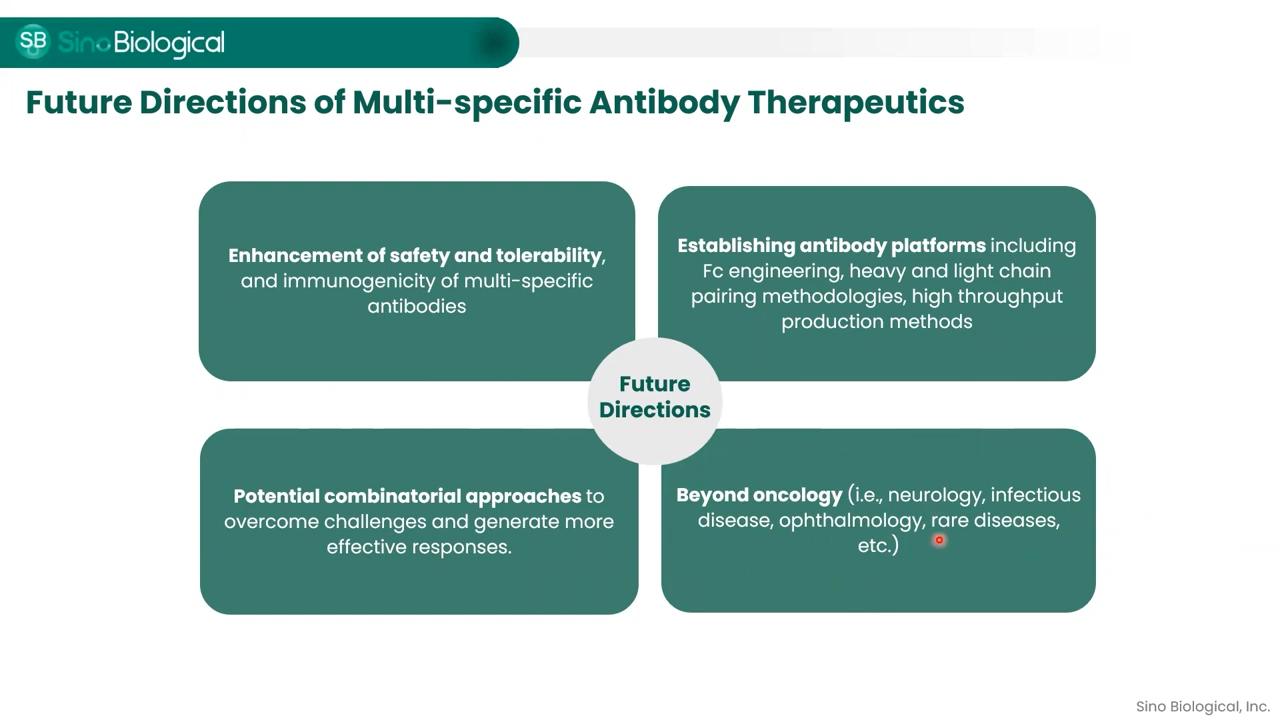 SB SinoBiological
Future Directions of Multi-specific Antibody Therapeutics
Enhancement of safety and tolerability,
and immunogenicity of multi-specific
antibodies
Establishing antibody platforms including
Fc engineering, heavy and light chain
pairing methodologies, high throughput
production methods
Future
Directions
Potential combinatorial approaches to
overcome challenges and generate more
effective responses.
Beyond oncology (i.e., neurology, infectious
disease, ophthalmology, rare diseases,
etc.)
Sino Biological, Inc.